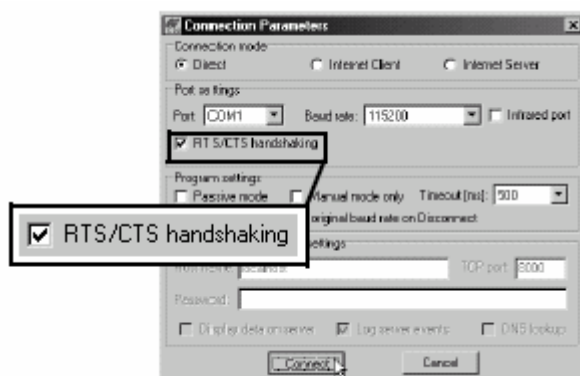 Connection Parameters
Connection mode
Direct Internet Client Internet Server
Port settings
Port COM1 Baud rate: 115200 Infrared port
RTS/CTS handshaking
Program settings
Passive mode Manual mode only Timeout [ms]: 500
original baud rate on Disconnect
RTS/CTS handshaking
settings
localhost TCP port: 8000
Password:
Display data on server Log server events DNS lookup
Connect Cancel